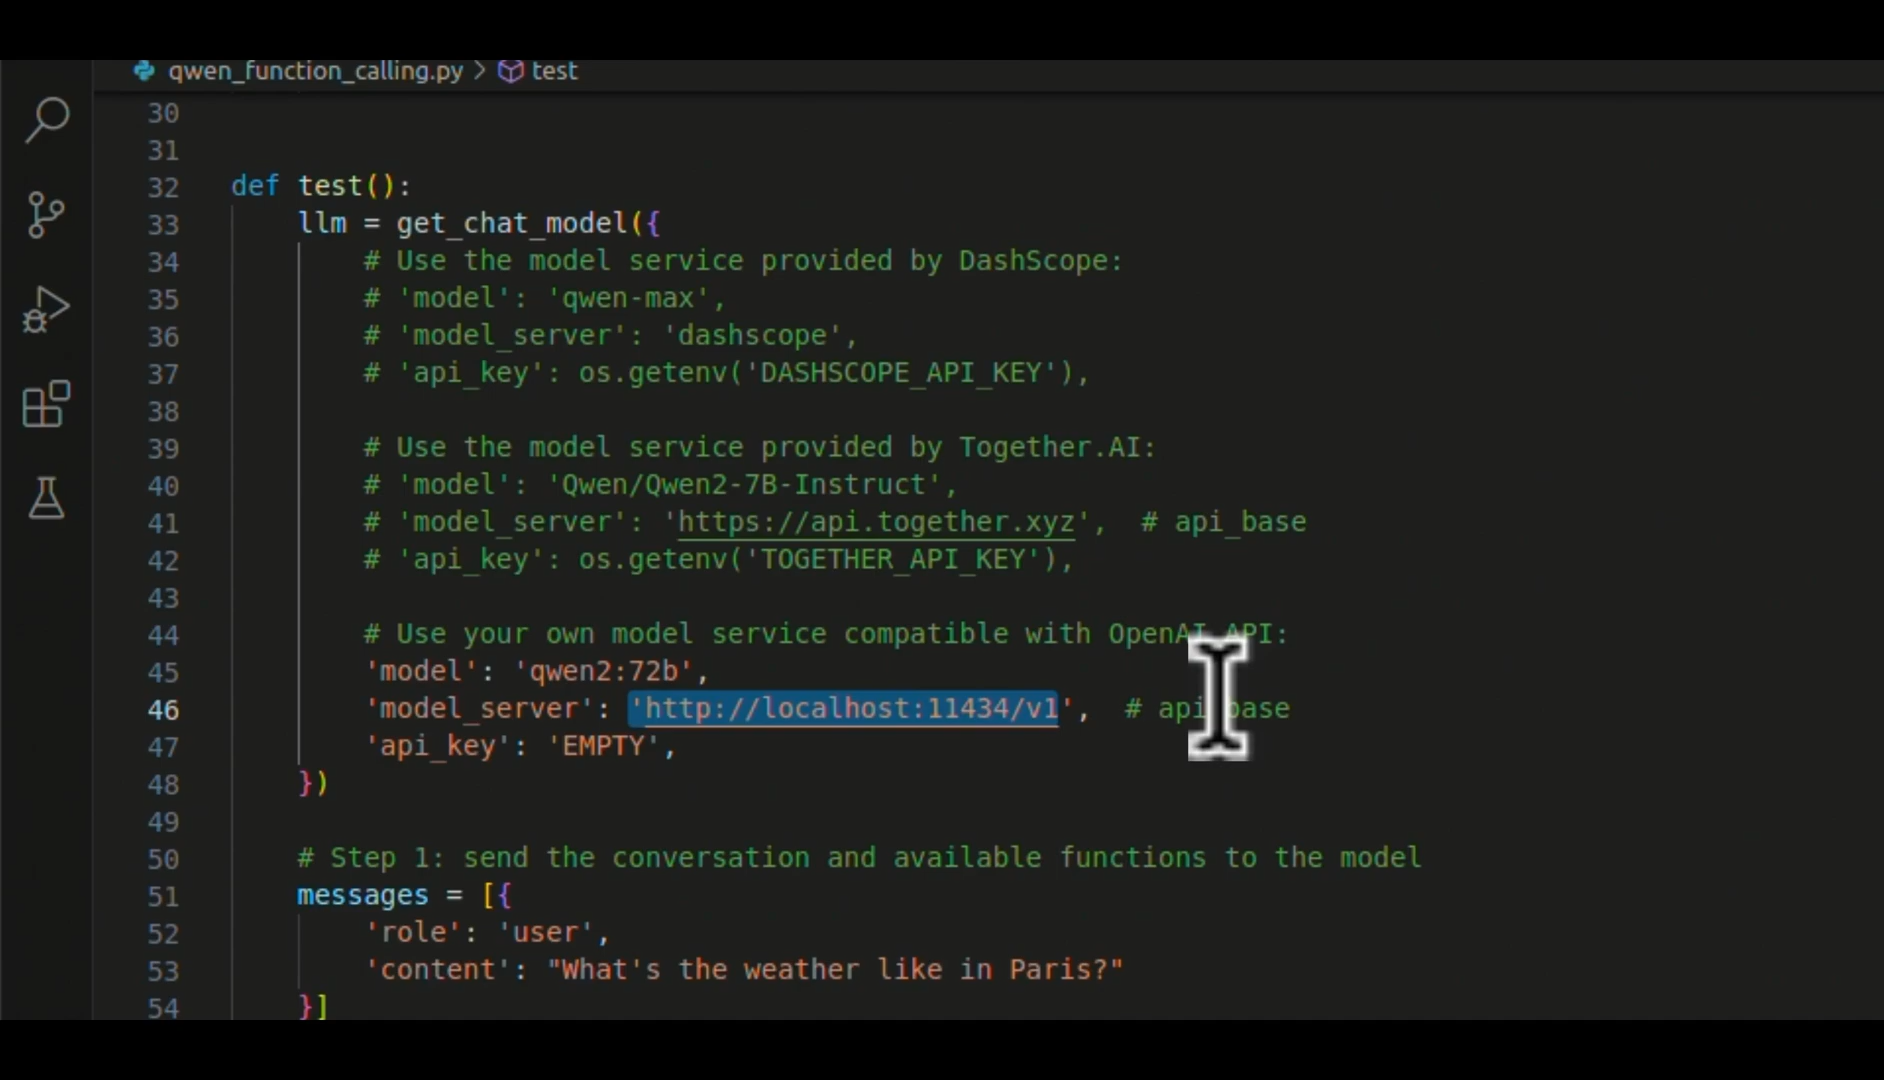 qwen_function_calling.py > test
30
31
32 def test():
33 llm = get_chat_model({
34 # Use the model service provided by DashScope:
35 # 'model': 'qwen-max',
36 # 'model_server': 'dashscope',
37 # 'api_key': os.getenv('DASHSCOPE_API_KEY'),
38
39 # Use the model service provided by Together.AI:
40 # 'model': 'Qwen/Qwen2-7B-Instruct',
41 # 'model_server': 'https://api.together.xyz', # api_base
42 # 'api_key': os.getenv('TOGETHER_API_KEY'),
43
44 # Use your own model service compatible with OpenAI API:
45 'model': 'qwen2:72b',
46 'model_server': 'http://localhost:11434/v1', # api_base
47 'api_key': 'EMPTY',
48 })
49
50 # Step 1: send the conversation and available functions to the model
51 messages = [{
52 'role': 'user',
53 'content': "What's the weather like in Paris?"
54 }]